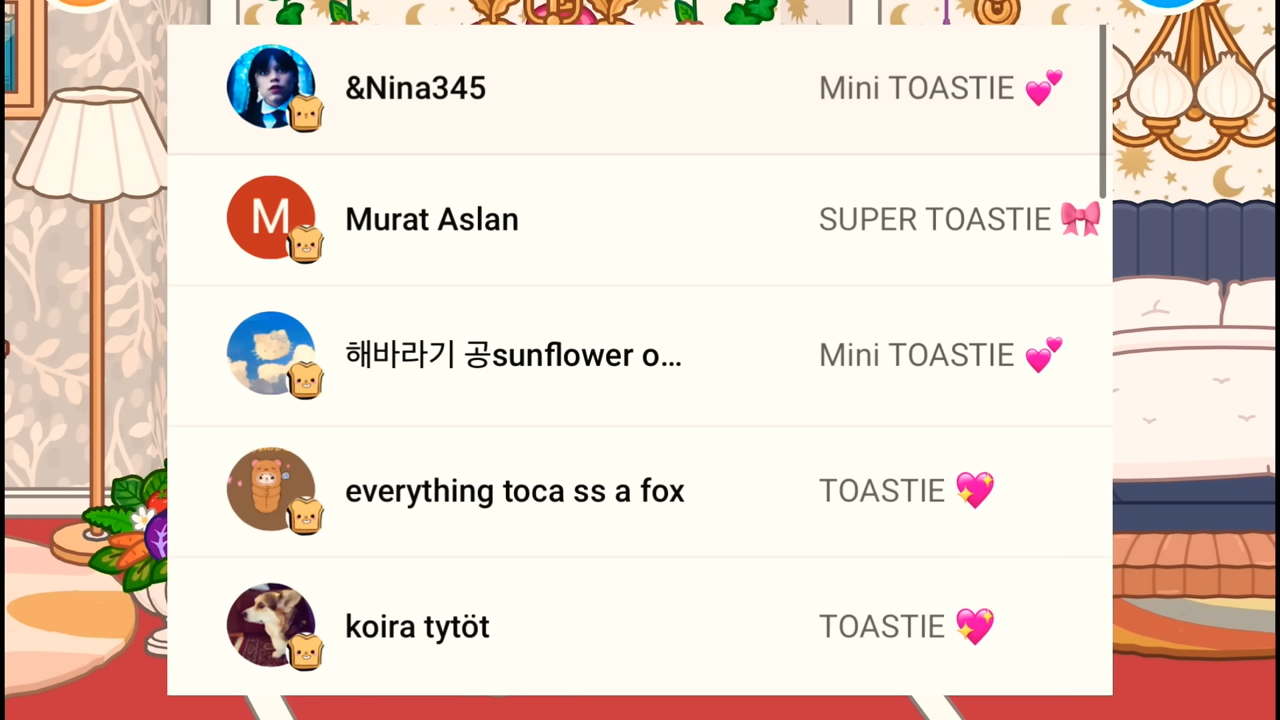 &Nina345 Mini TOASTIE 💕
M Murat Aslan SUPER TOASTIE 🎀
해바라기 공sunflower o... Mini TOASTIE 💕
everything toca ss a fox TOASTIE 💖
koira tytöt TOASTIE 💖